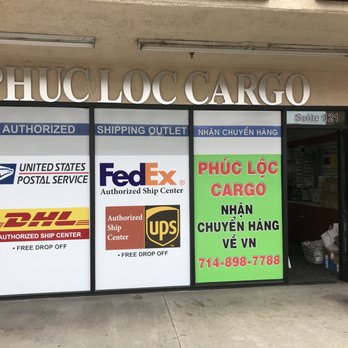 PHUC LOC CARGO
Suite 121
AUTHORIZED
SHIPPING OUTLET
NHẬN CHUYỂN HÀNG
UNITED STATES
POSTAL SERVICE
DHL
AUTHORIZED SHIP CENTER
• FREE DROP OFF
FedEx
Authorized Ship Center
Authorized
Ship
Center
ups
• FREE DROP OFF
PHÚC LỘC
CARGO
NHẬN
CHUYỂN HÀNG
VỀ VN
714-898-7788